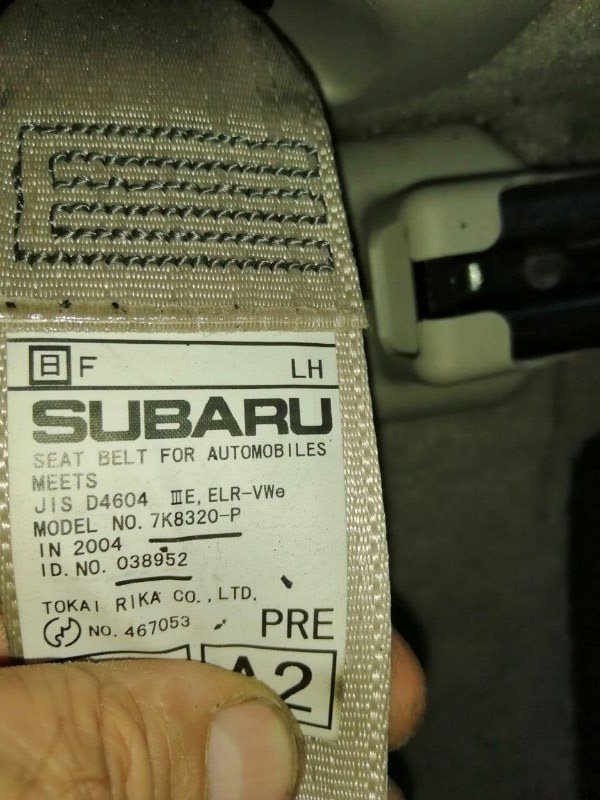 日 F LH
SUBARU
SEAT BELT FOR AUTOMOBILES
MEETS
JIS D4604 ⅢE, ELR-VWe
MODEL NO. 7K8320-P
IN 2004
ID. NO. 038952
TOKAI RIKA CO., LTD.
NO. 467053 PRE
A2